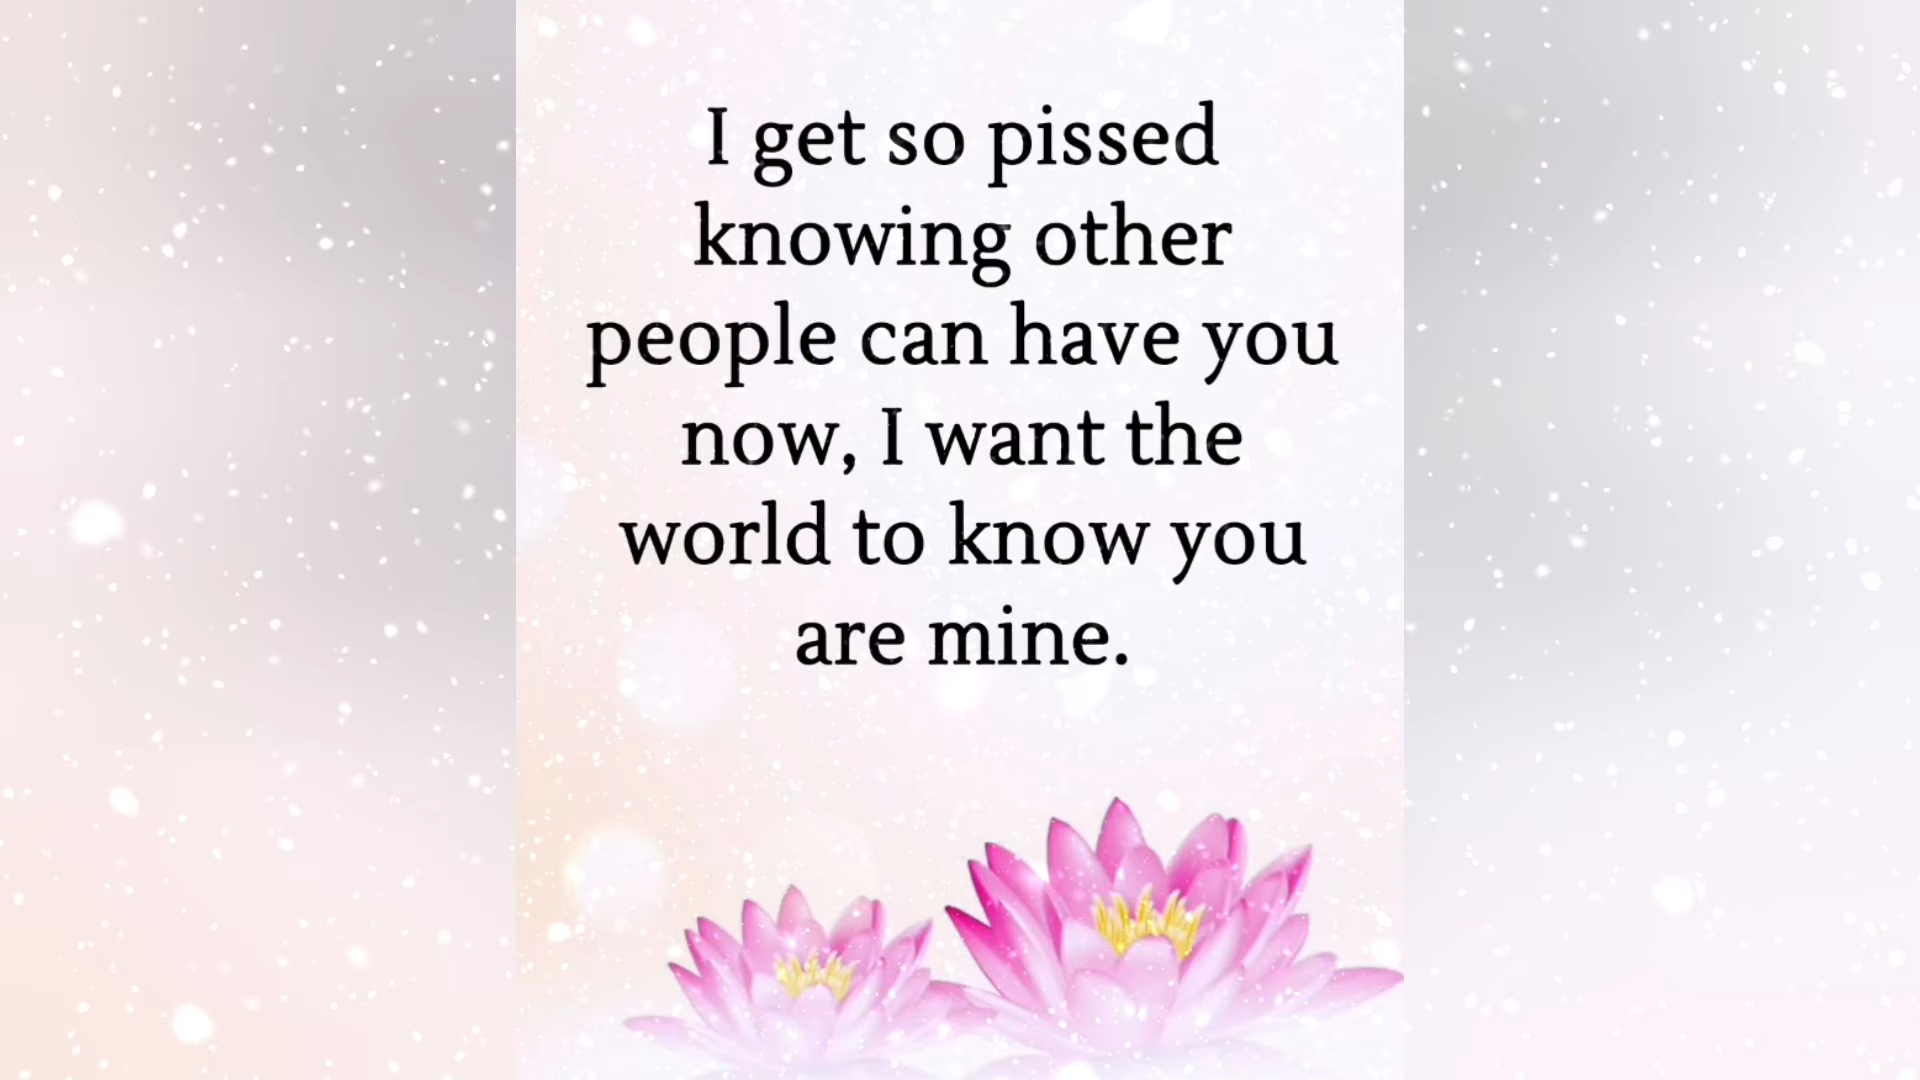 I get so pissed
knowing other
people can have you
now, I want the
world to know you
are mine.